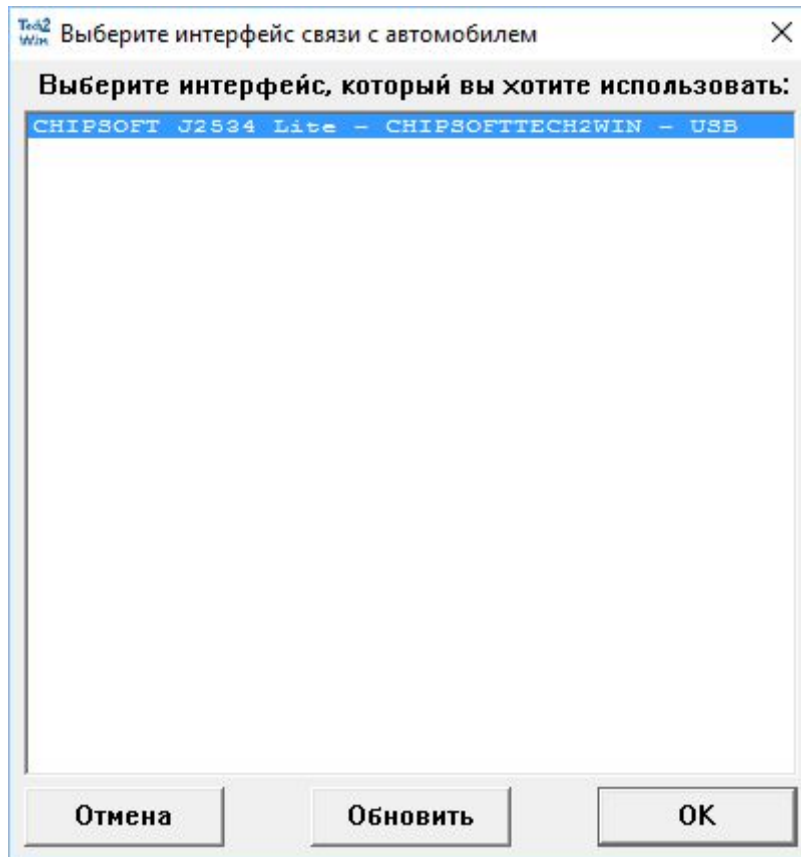 Tech2
Win
Выберите интерфейс связи с автомобилем
Выберите интерфейс, который вы хотите использовать:
CHIPSOFT J2534 Lite - CHIPSOFTTECH2WIN - USB
Отмена
Обновить
OK